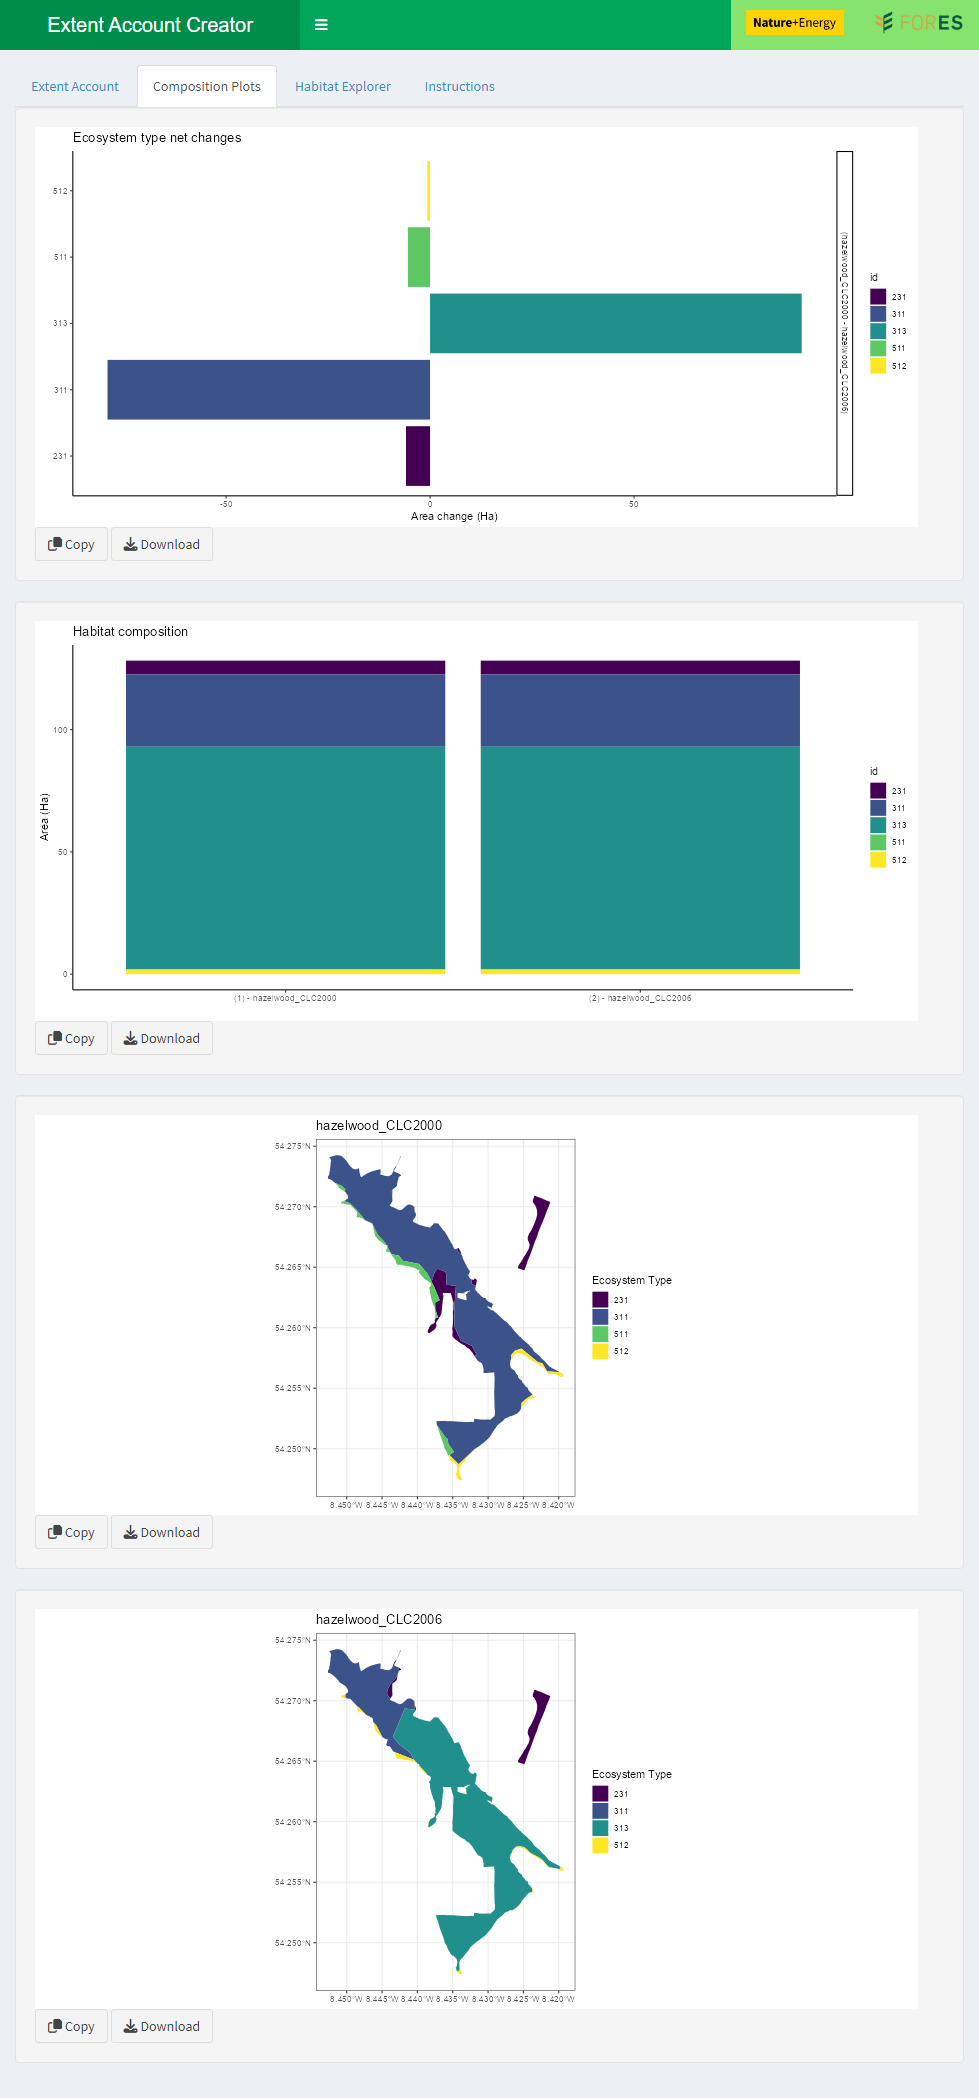 Extent Account Creator
Nature+Energy
FORES
Extent Account
Composition Plots
Habitat Explorer
Instructions
Ecosystem type net changes
512
511
313
311
231
-50
0
50
Area change (Ha)
(hazelwood_CLC2000 - hazelwood_CLC2006)
id
231
311
313
511
512
Copy
Download
Habitat composition
100
50
0
Area (Ha)
(1) - hazelwood_CLC2000
(2) - hazelwood_CLC2006
id
231
311
313
511
512
Copy
Download
hazelwood_CLC2000
54.275°N
54.270°N
54.265°N
54.260°N
54.255°N
54.250°N
8.450°W 8.445°W 8.440°W 8.435°W 8.430°W 8.425°W 8.420°W
Ecosystem Type
231
311
511
512
Copy
Download
hazelwood_CLC2006
54.275°N
54.270°N
54.265°N
54.260°N
54.255°N
54.250°N
8.450°W 8.445°W 8.440°W 8.435°W 8.430°W 8.425°W 8.420°W
Ecosystem Type
231
311
313
512
Copy
Download